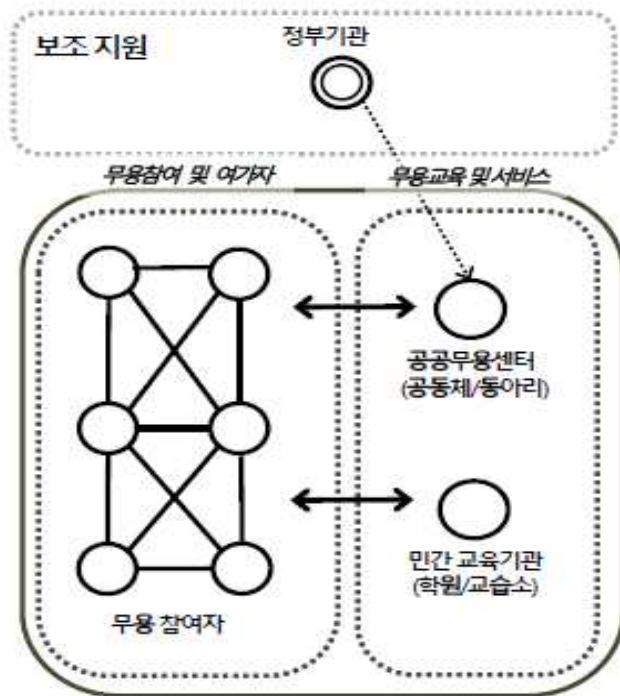 정부기관
보조 지원
무용참여 및 여가자
무용교육 및 서비스
공공무용센터
(공동체/동아리)
민간 교육기관
(학원/교습소)
무용 참여자